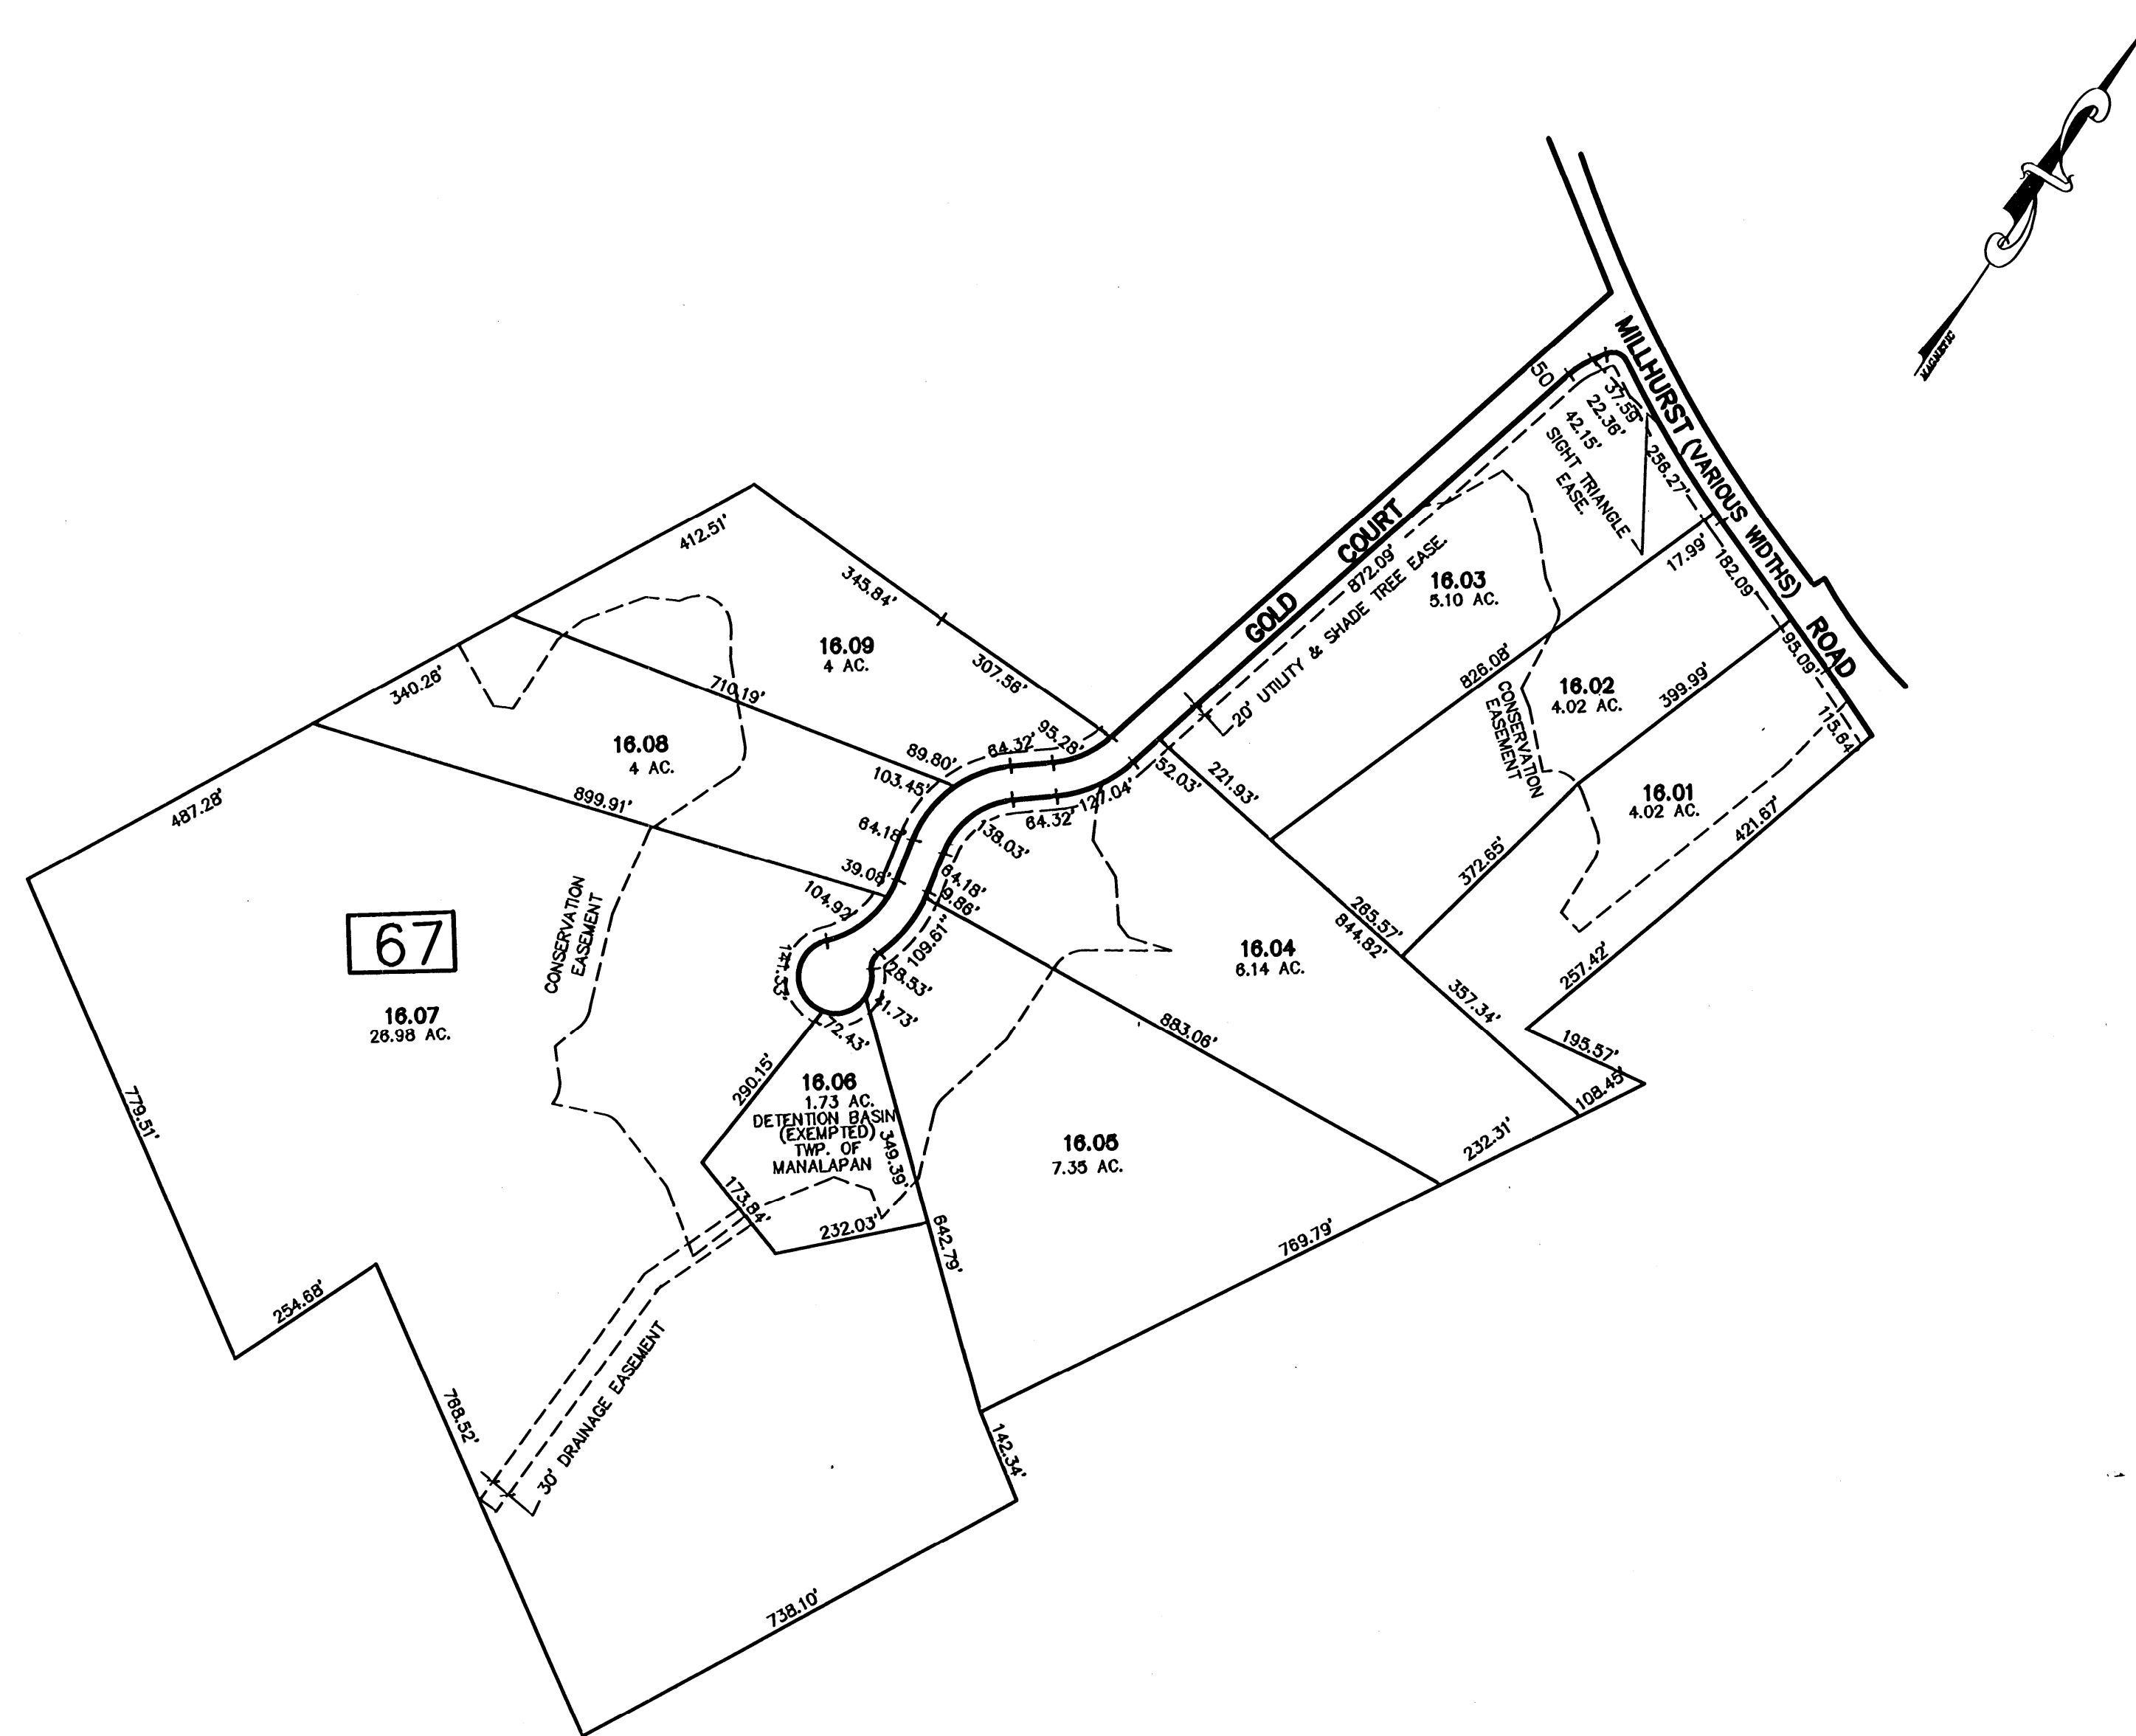 MAGNETIC
MILLHURST (VARIOUS WIDTHS) ROAD
50
37.59'
22.36'
42.15'
SIGHT TRIANGLE
EASE.
256.27'
GOLD COURT
872.09'
20' UTILITY & SHADE TREE EASE.
16.03
5.10 AC.
17.99'
182.09'
826.08'
95.09'
16.02
4.02 AC.
399.99'
CONSERVATION
EASEMENT
115.84'
16.01
4.02 AC.
421.67'
372.65'
257.42'
195.57'
108.45'
412.51'
345.84'
307.58'
16.09
4 AC.
710.19'
340.26'
16.08
4 AC.
89.80'
64.32'
95.28'
103.45'
899.91'
487.28'
64.18'
39.08'
104.92'
138.03'
64.32'
127.04'
52.03'
221.93'
64.18'
9.86'
109.61"
28.53'
41.73'
141.53'
72.43'
265.57'
844.82'
16.04
6.14 AC.
357.34'
883.06'
232.31'
CONSERVATION
EASEMENT
67
16.07
26.98 AC.
290.15'
16.06
1.73 AC.
DETENTION BASIN
(EXEMPTED)
TWP. OF
MANALAPAN
349.39'
173.84'
232.03'
642.79'
16.05
7.35 AC.
769.79'
779.51'
254.68'
768.52'
30' DRAINAGE EASEMENT
142.34'
738.10'